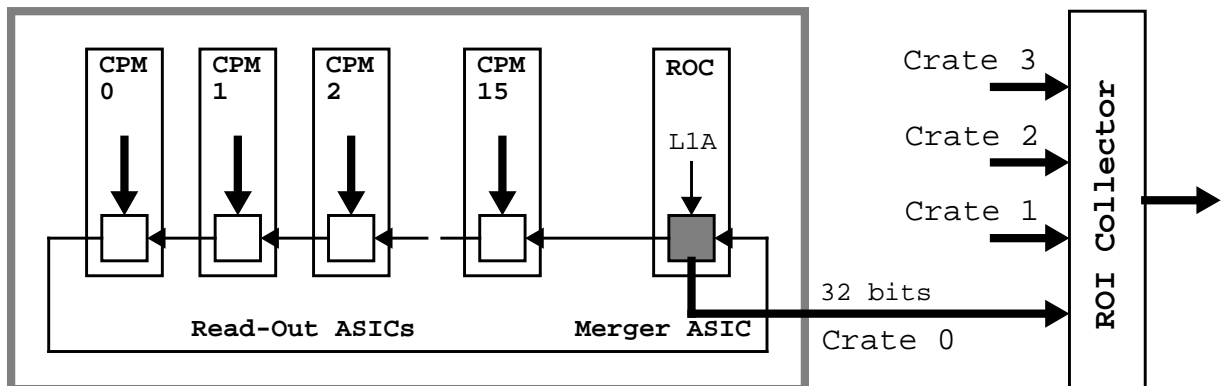 CPM
0
CPM
1
CPM
2
CPM
15
ROC
L1A
Read-Out ASICs
Merger ASIC
Crate 3
Crate 2
Crate 1
32 bits
Crate 0
ROI Collector